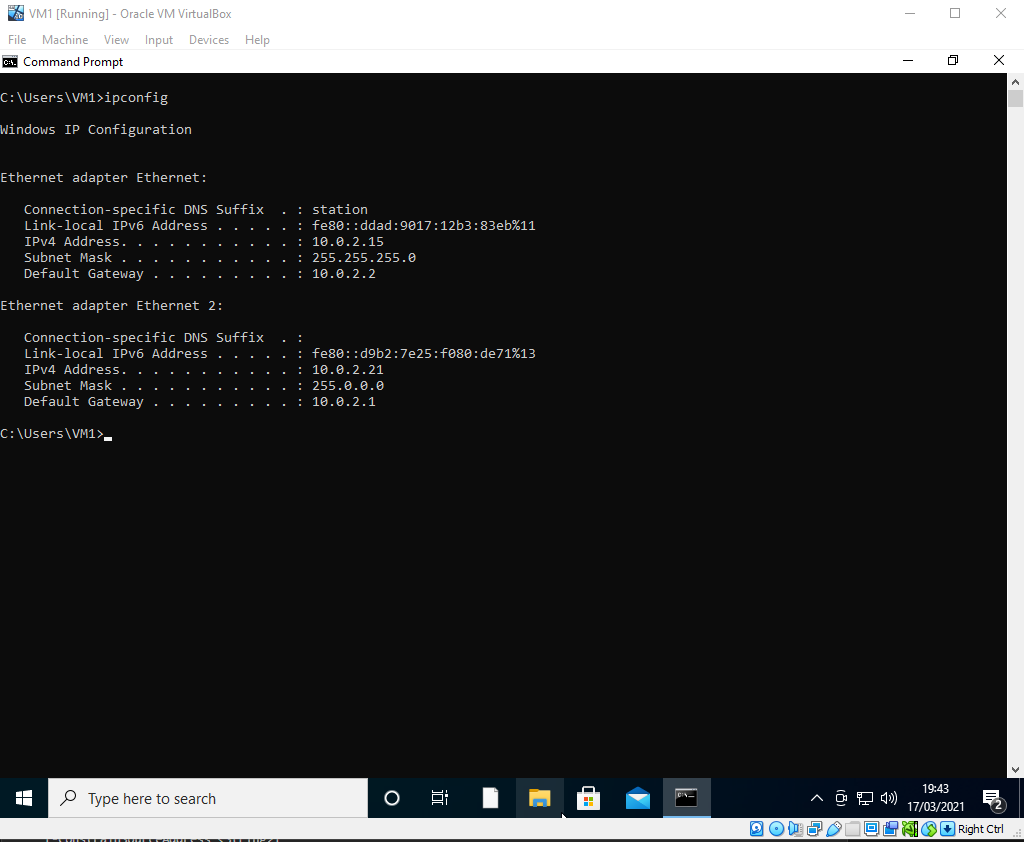 VM1 [Running] - Oracle VM VirtualBox
File Machine View Input Devices Help
Command Prompt
C:\Users\VM1>ipconfig
Windows IP Configuration
Ethernet adapter Ethernet:
Connection-specific DNS Suffix . : station
Link-local IPv6 Address . . . . . : fe80::ddad:9017:12b3:83eb%11
IPv4 Address. . . . . . . . . . . : 10.0.2.15
Subnet Mask . . . . . . . . . . . : 255.255.255.0
Default Gateway . . . . . . . . . : 10.0.2.2
Ethernet adapter Ethernet 2:
Connection-specific DNS Suffix . :
Link-local IPv6 Address . . . . . : fe80::d9b2:7e25:f080:de71%13
IPv4 Address. . . . . . . . . . . : 10.0.2.21
Subnet Mask . . . . . . . . . . . : 255.0.0.0
Default Gateway . . . . . . . . . : 10.0.2.1
C:\Users\VM1>
Type here to search
19:43
17/03/2021
2
Right Ctrl